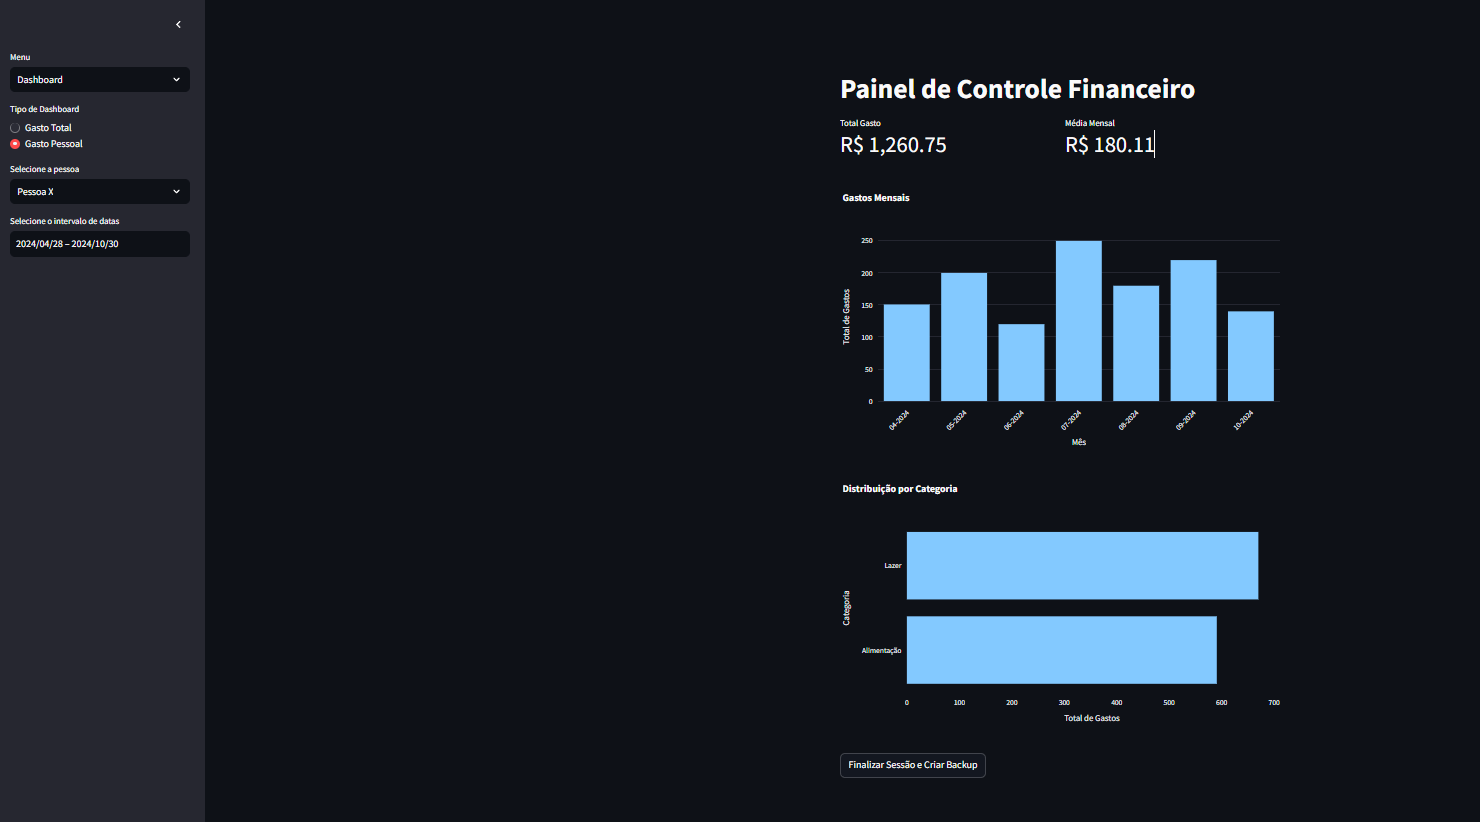 Menu
Dashboard
Tipo de Dashboard
Gasto Total
Gasto Pessoal
Selecione a pessoa
Pessoa X
Selecione o intervalo de datas
2024/04/28 – 2024/10/30
Painel de Controle Financeiro
Total Gasto
R$ 1,260.75
Média Mensal
R$ 180.11
Gastos Mensais
250
200
150
100
50
0
Total de Gastos
04-2024
05-2024
06-2024
07-2024
08-2024
09-2024
10-2024
Mês
Distribuição por Categoria
Categoria
Lazer
Alimentação
0
100
200
300
400
500
600
700
Total de Gastos
Finalizar Sessão e Criar Backup